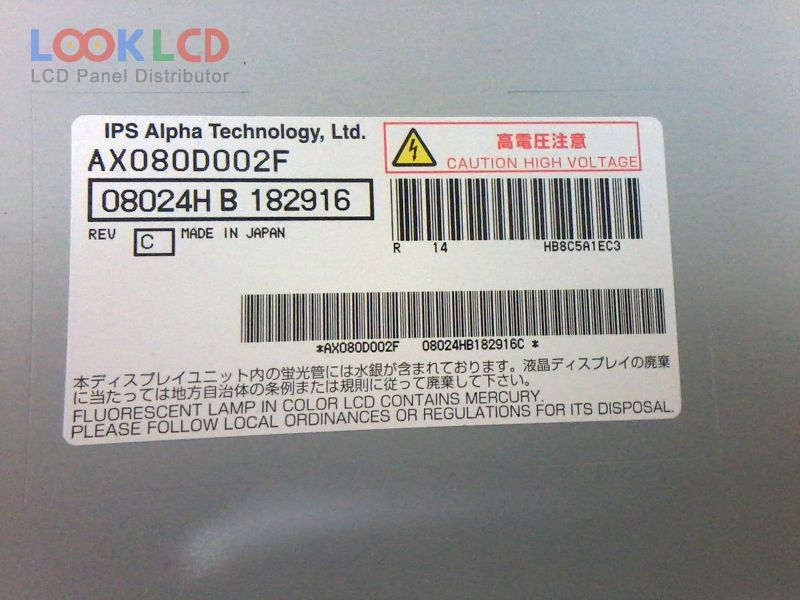 LOOK LCD
LCD Panel Distributor
IPS Alpha Technology, Ltd.
AX080D002F
高電圧注意
CAUTION HIGH VOLTAGE
08024H B 182916
REV C MADE IN JAPAN
R 14 HB8C5A1EC3
*AX080D002F 08024HB182916C *
本ディスプレイユニット内の蛍光管には水銀が含まれております。液晶ディスプレイの廃棄
に当たっては地方自治体の条例または規則に従って廃棄して下さい。
FLUORESCENT LAMP IN COLOR LCD CONTAINS MERCURY.
PLEASE FOLLOW LOCAL ORDINANCES OR REGULATIONS FOR ITS DISPOSAL.